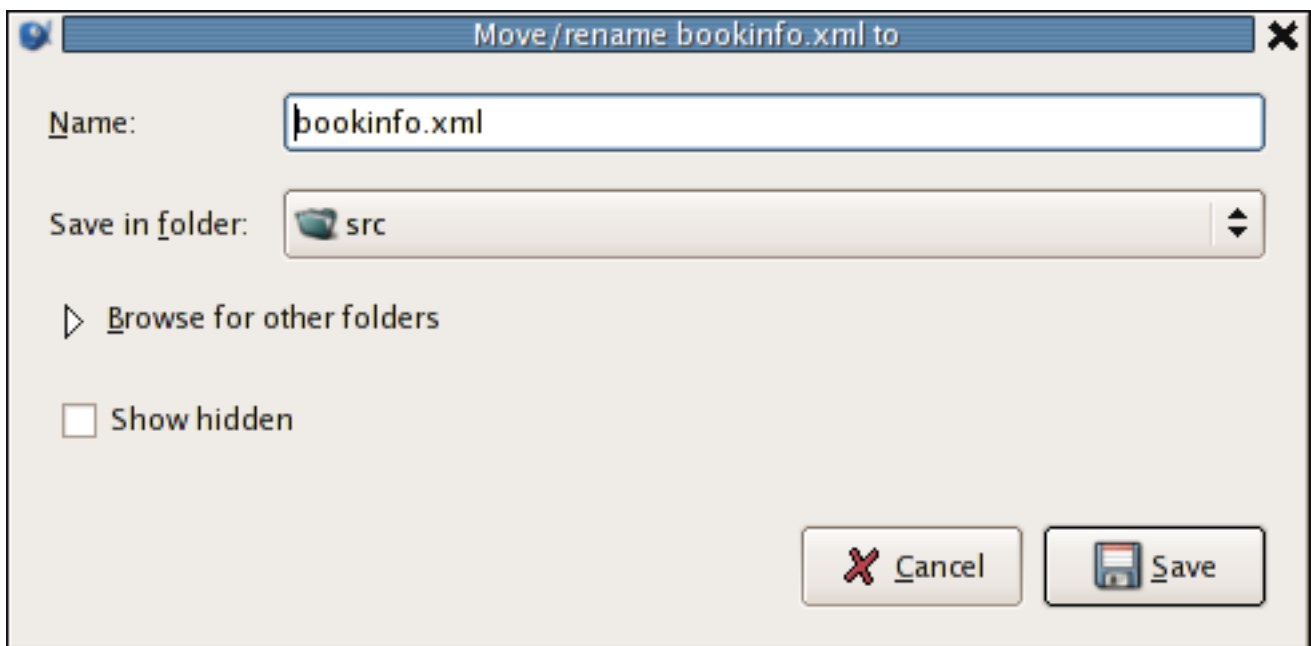 Move/rename bookinfo.xml to
Name: bookinfo.xml
Save in folder: src
Browse for other folders
Show hidden
Cancel Save